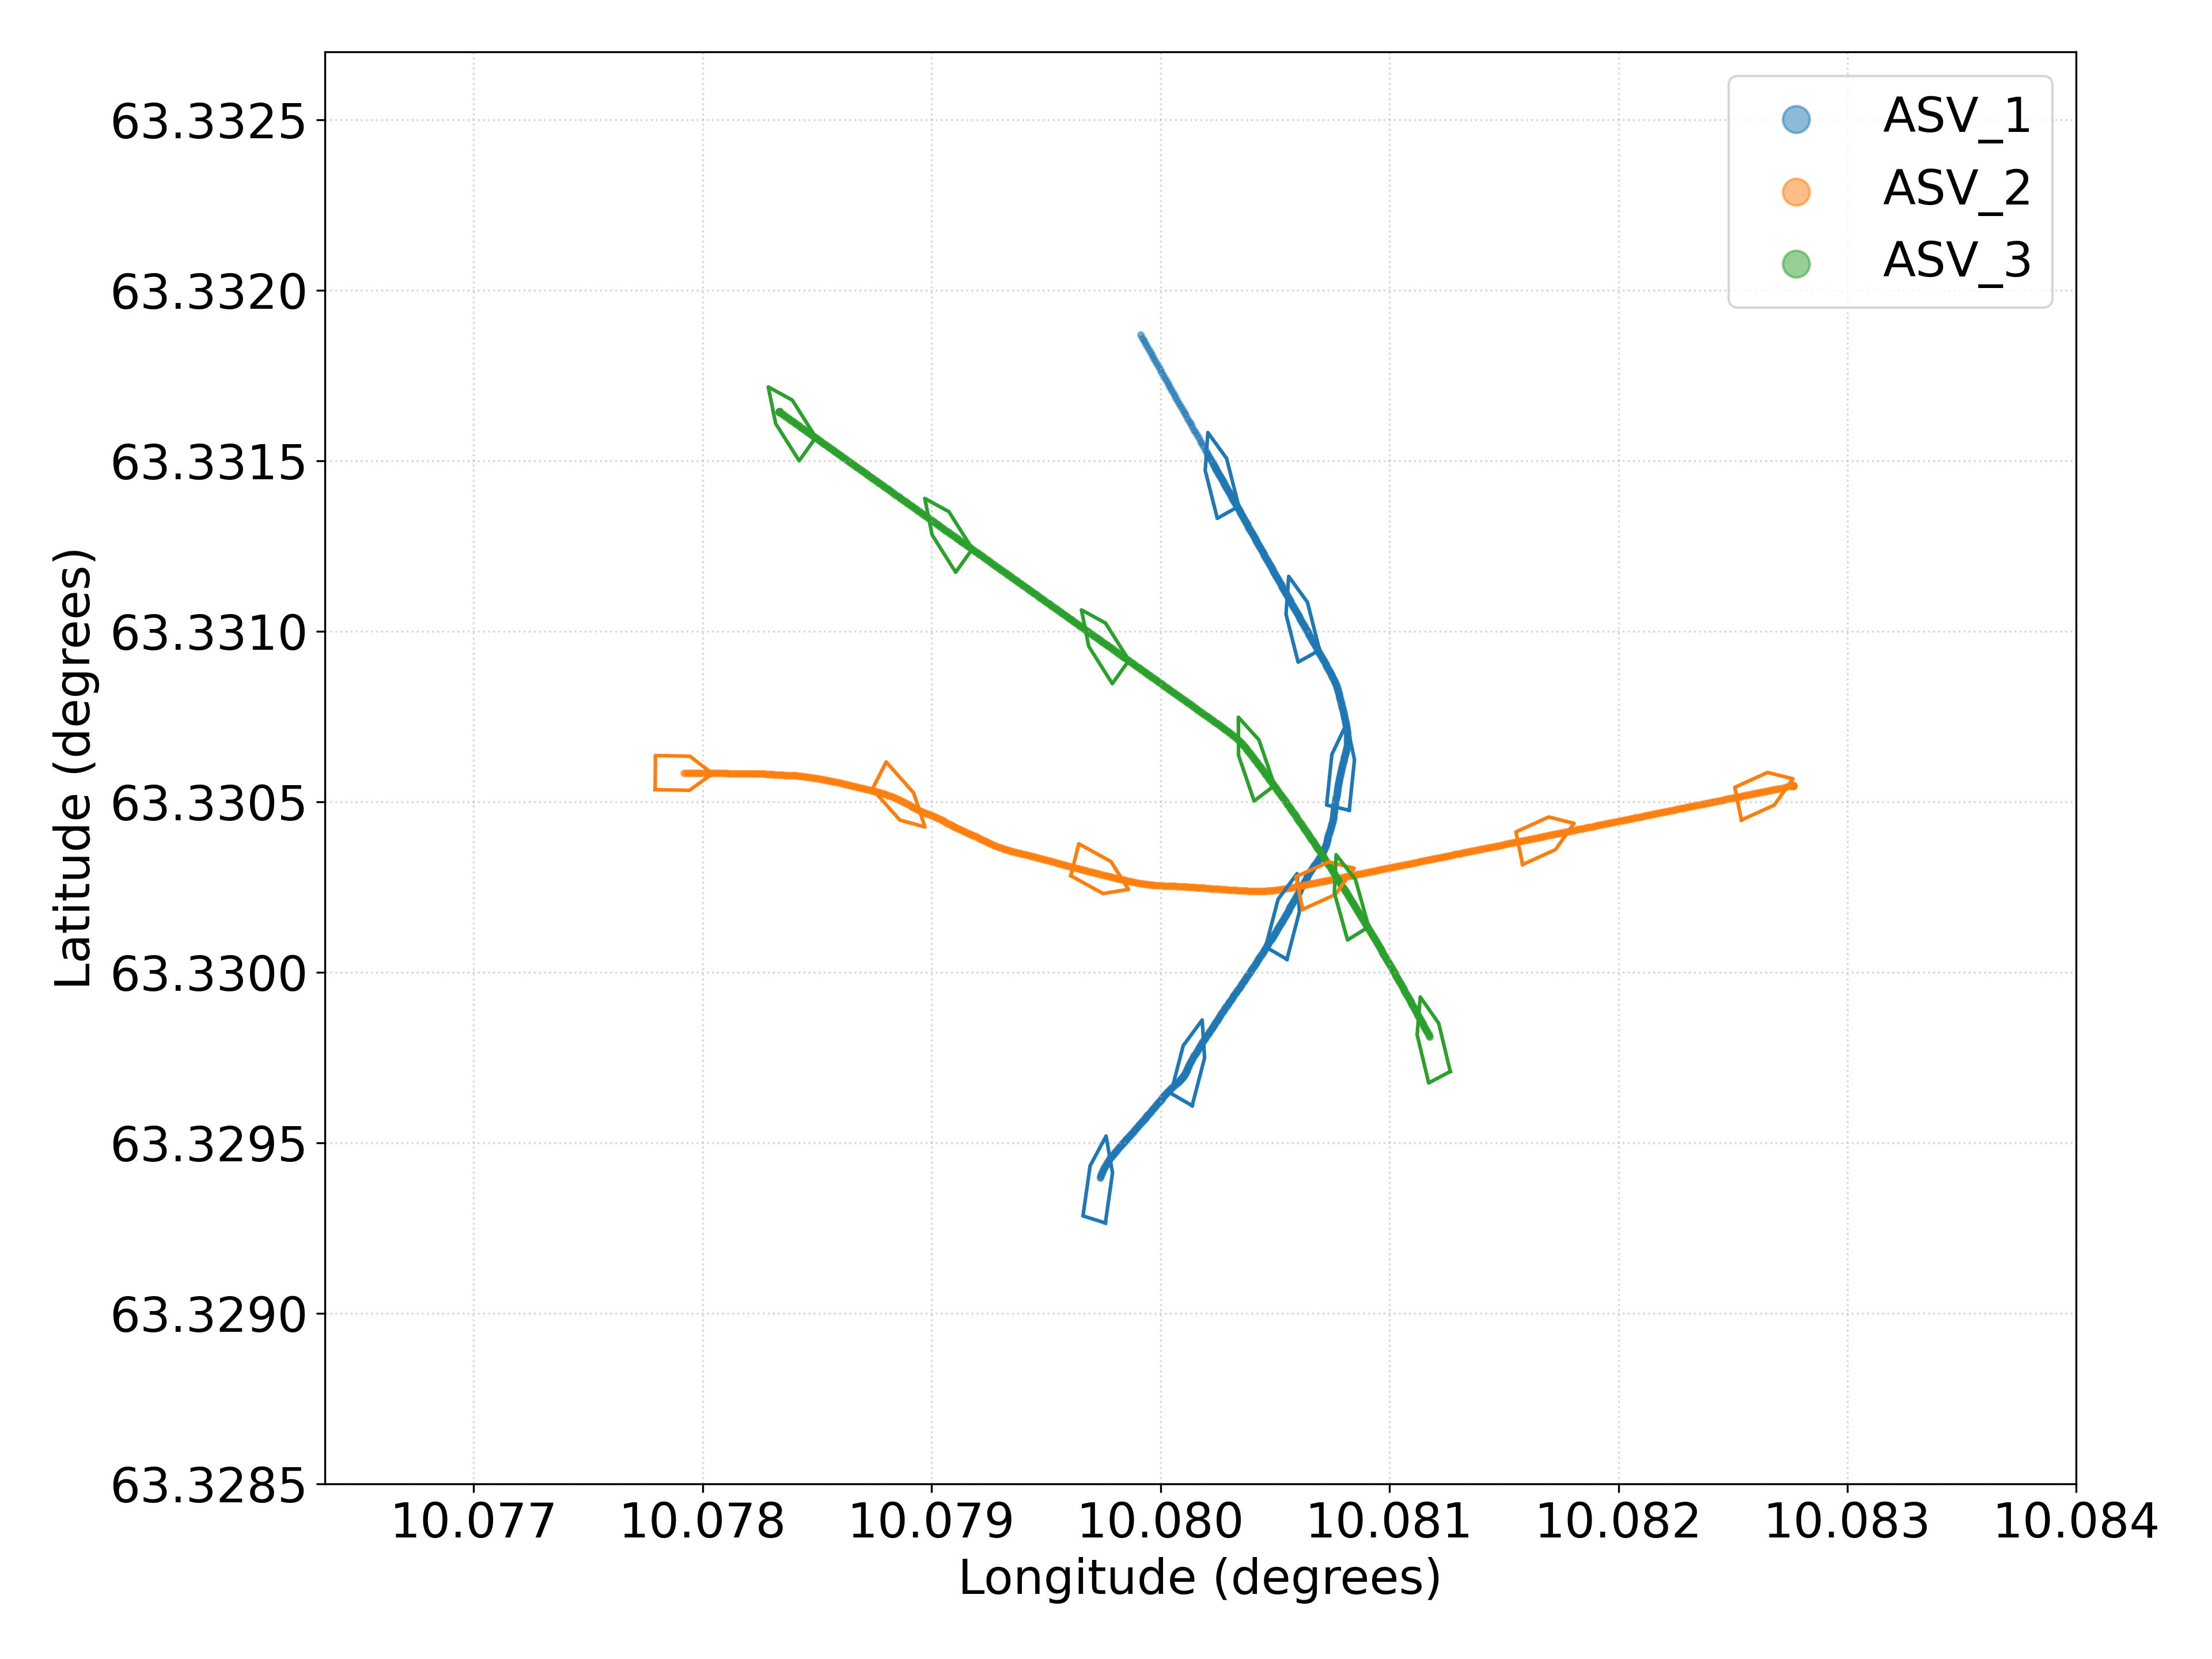 ASV_1
ASV_2
ASV_3
63.3325
63.3320
63.3315
63.3310
63.3305
63.3300
63.3295
63.3290
63.3285
Latitude (degrees)
10.077 10.078 10.079 10.080 10.081 10.082 10.083 10.084
Longitude (degrees)